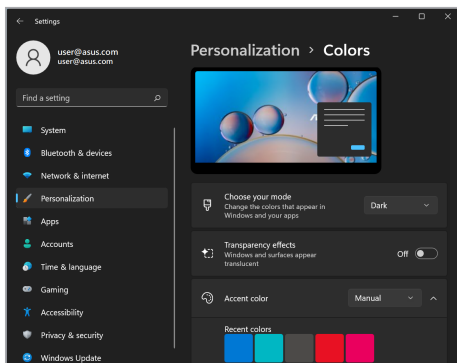 Settings
user@asus.com
user@asus.com
Find a setting
System
Bluetooth & devices
Network & internet
Personalization
Apps
Accounts
Time & language
Gaming
Accessibility
Privacy & security
Windows Update
Personalization > Colors
Choose your mode
Change the colors that appear in
Windows and your apps
Dark
Transparency effects
Windows and surfaces appear
translucent
Off
Accent color
Manual
Recent colors